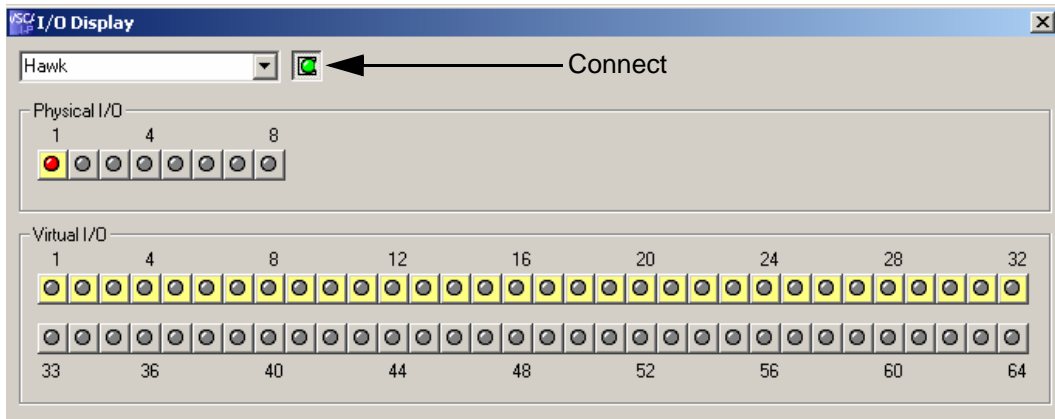 VSC/ I-P I/O Display
Hawk
Connect
Physical I/O
1 4 8
Virtual I/O
1 4 8 12 16 20 24 28 32
33 36 40 44 48 52 56 60 64